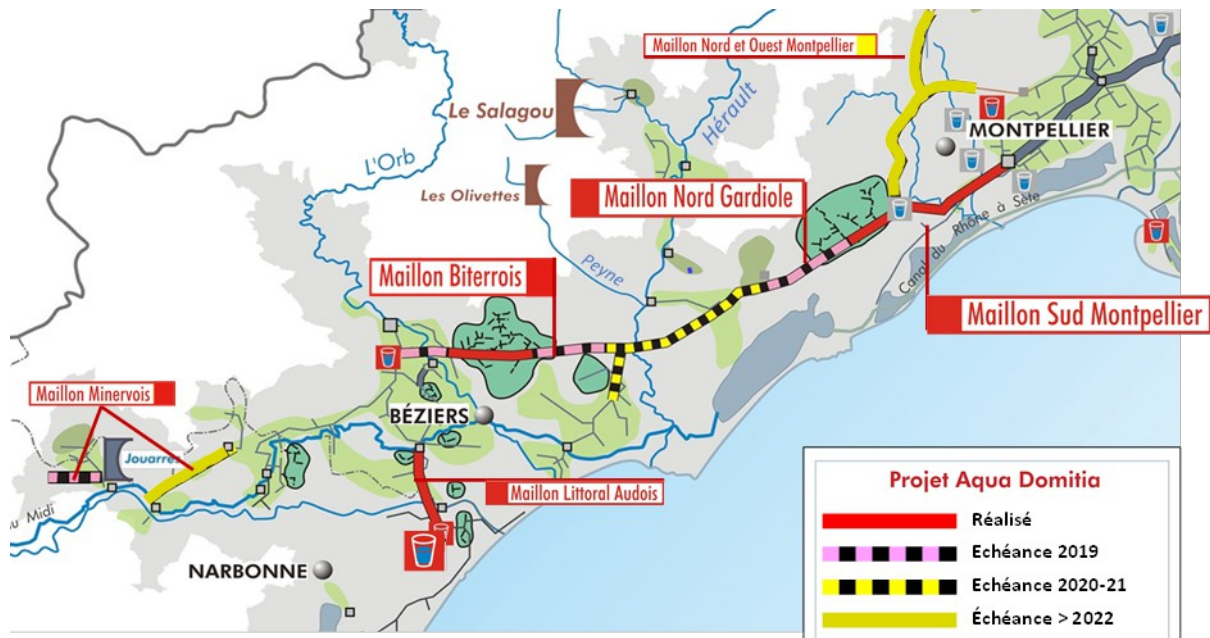 Maillon Nord et Ouest Montpellier
Le Salagou
Hérault
MONTPELLIER
L'Orb
Les Olivettes
Maillon Nord Gardiole
Canal du Rhône à Sète
Peyne
Maillon Biterrois
Maillon Sud Montpellier
Maillon Minervois
BÉZIERS
Jouarres
Maillon Littoral Audois
Midi
NARBONNE
Projet Aqua Domitia
Réalisé
Echéance 2019
Echéance 2020-21
Échéance > 2022